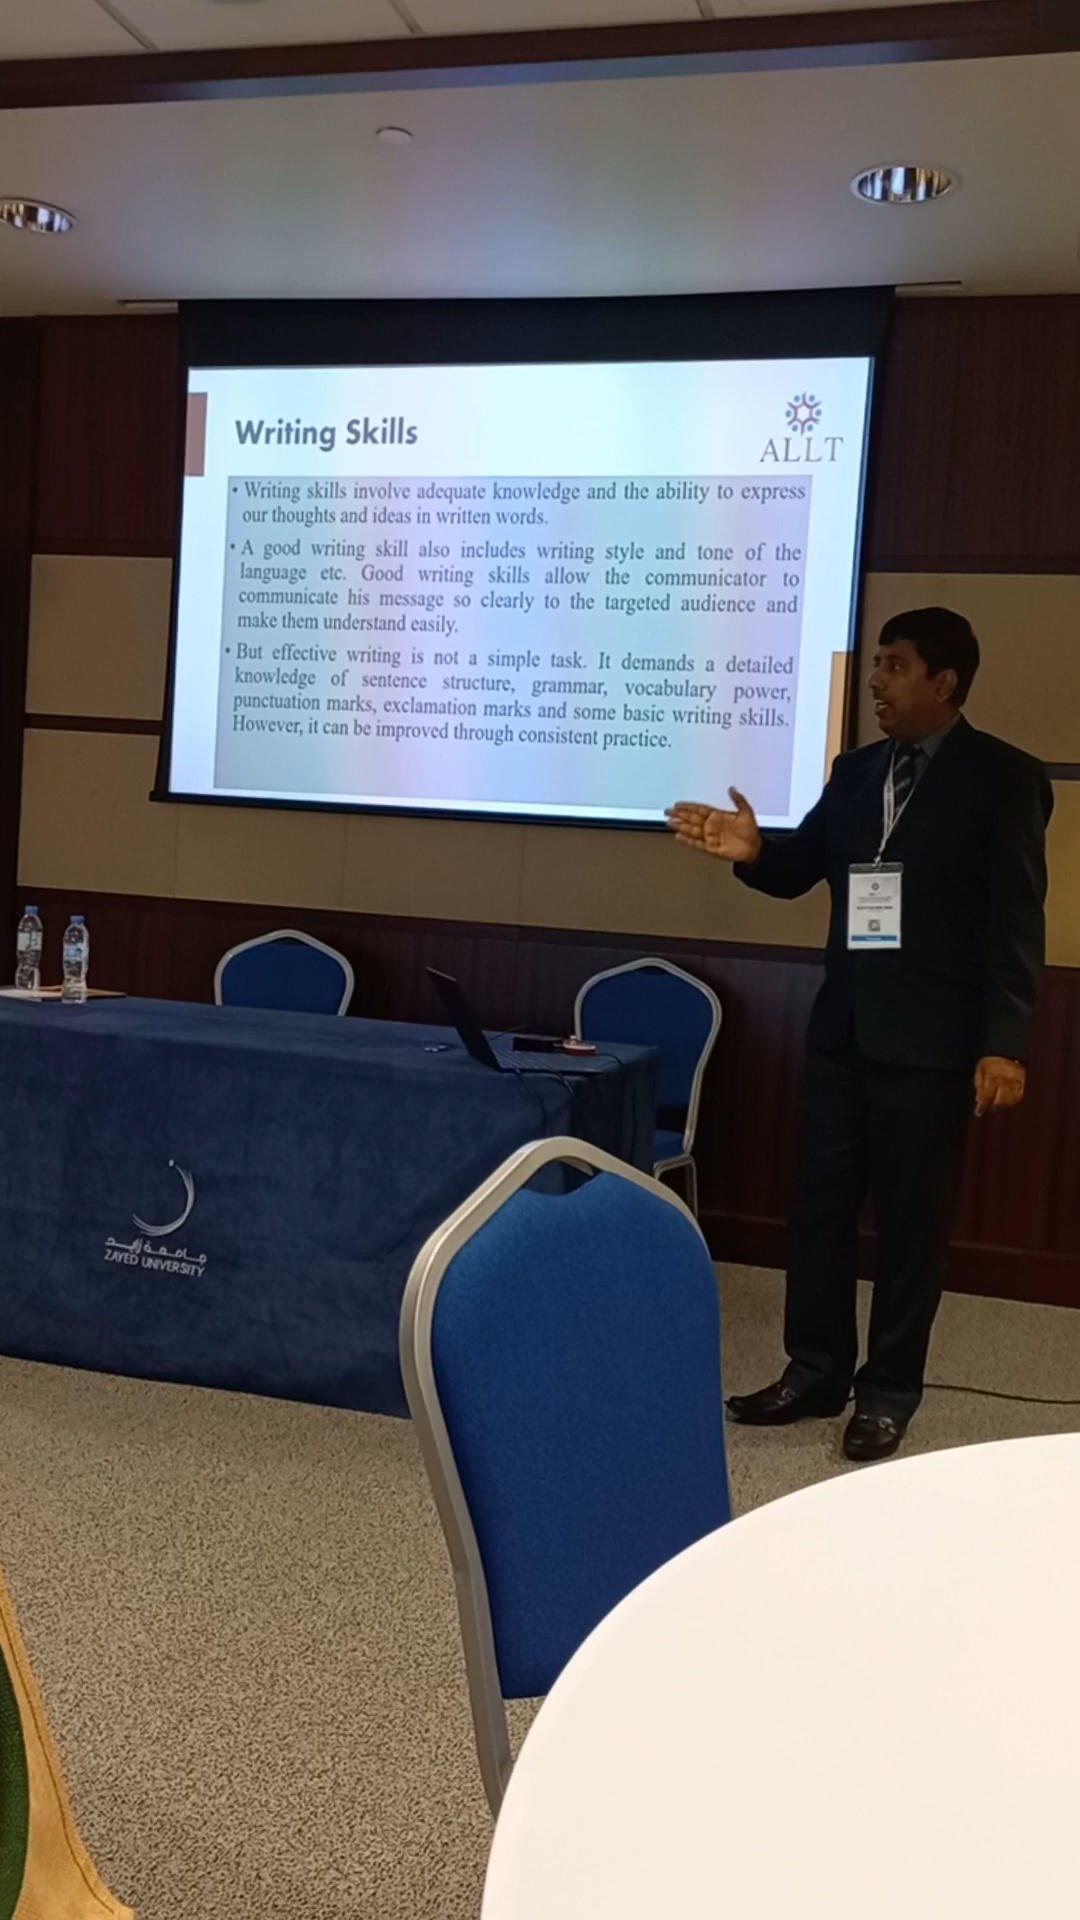 Writing Skills
ALLT
• Writing skills involve adequate knowledge and the ability to express
our thoughts and ideas in written words.
• A good writing skill also includes writing style and tone of the
language etc. Good writing skills allow the communicator to
communicate his message so clearly to the targeted audience and
make them understand easily.
• But effective writing is not a simple task. It demands a detailed
knowledge of sentence structure, grammar, vocabulary power,
punctuation marks, exclamation marks and some basic writing skills.
However, it can be improved through consistent practice.
جامعة زايد
ZAYED UNIVERSITY